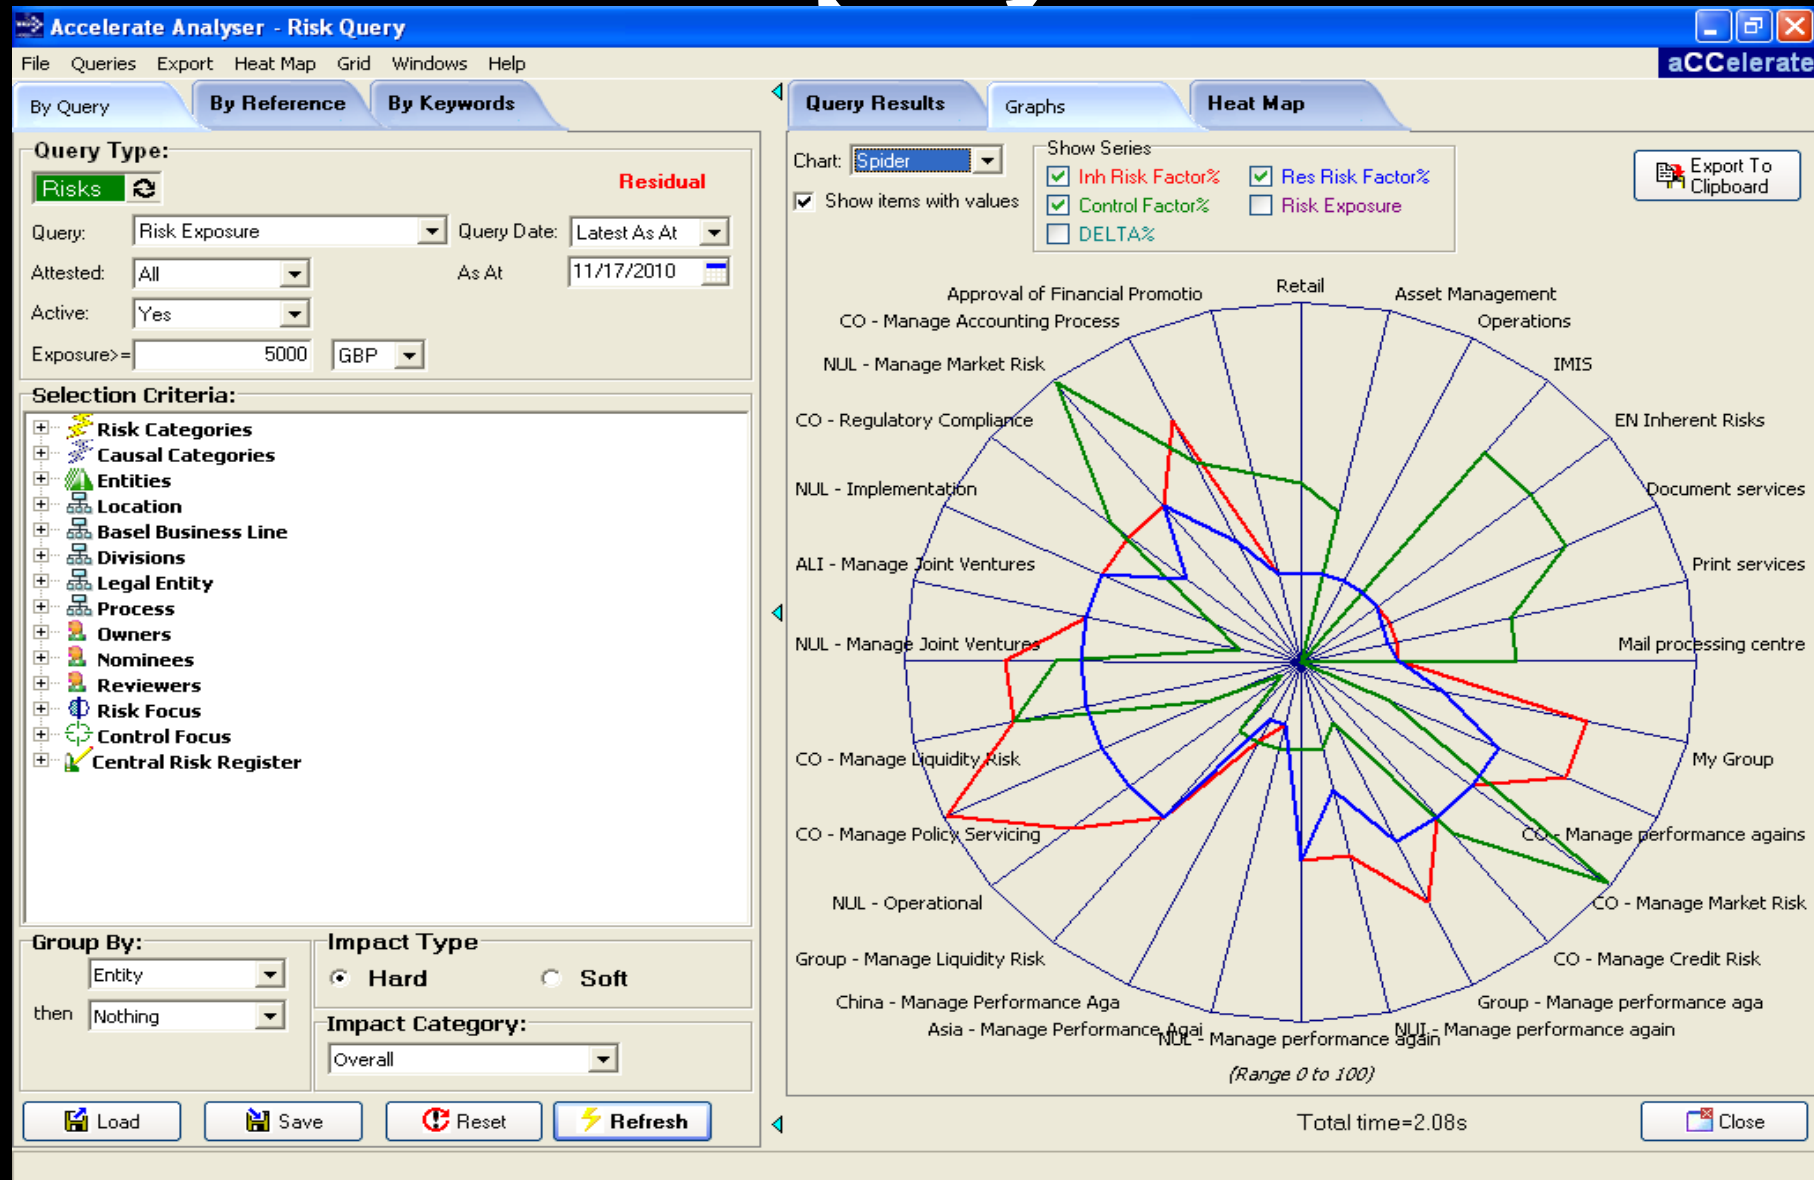 Accelerate Analyser - Risk Query
File Queries Export Heat Map Grid Windows Help
aCCelerate
By Query By Reference By Keywords
Query Type:
Risks
Residual
Query: Risk Exposure Query Date: Latest As At
Attested: All As At 11/17/2010
Active: Yes
Exposure>= 5000 GBP
Selection Criteria:
Risk Categories
Causal Categories
Entities
Location
Basel Business Line
Divisions
Legal Entity
Process
Owners
Nominees
Reviewers
Risk Focus
Control Focus
Central Risk Register
Group By:
Entity
then Nothing
Impact Type
Hard Soft
Impact Category:
Overall
Load Save Reset Refresh
Query Results Graphs Heat Map
Chart: Spider
Show items with values
Show Series
Inh Risk Factor% Res Risk Factor%
Control Factor% Risk Exposure
DELTA%
Export To
Clipboard
Retail
Asset Management
Operations
IMIS
EN Inherent Risks
Document services
Print services
Mail processing centre
My Group
CO - Manage performance agains
CO - Manage Market Risk
CO - Manage Credit Risk
Group - Manage performance aga
NUI - Manage performance again
NUL - Manage performance again
Asia - Manage Performance Agai
China - Manage Performance Aga
Group - Manage Liquidity Risk
NUL - Operational
CO - Manage Policy Servicing
CO - Manage Liquidity Risk
NUL - Manage Joint Ventures
ALI - Manage Joint Ventures
NUL - Implementation
CO - Regulatory Compliance
NUL - Manage Market Risk
CO - Manage Accounting Process
Approval of Financial Promotio
(Range 0 to 100)
Total time=2.08s
Close